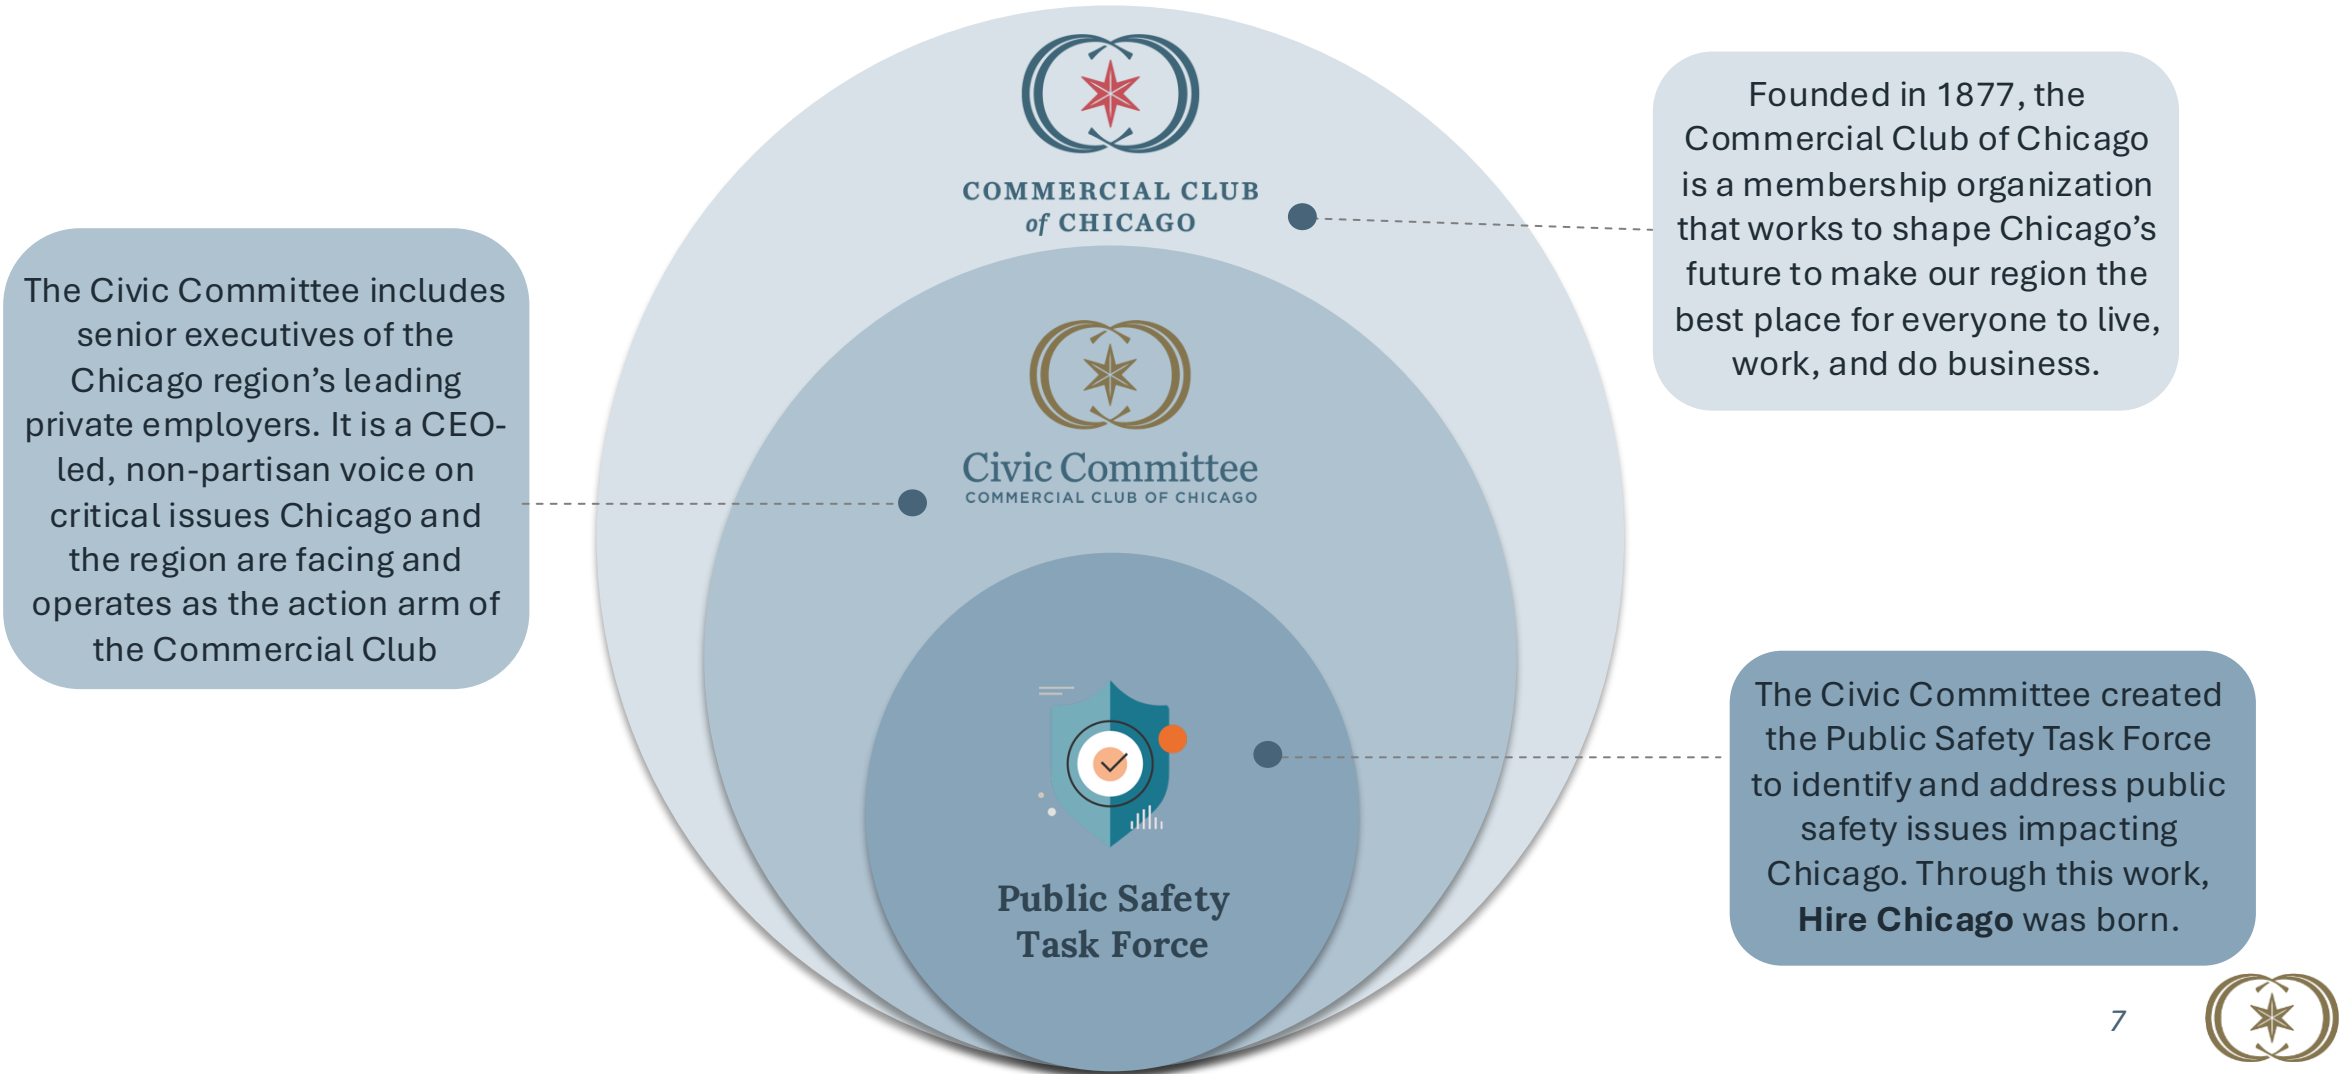 COMMERCIAL CLUB
of CHICAGO
Founded in 1877, the
Commercial Club of Chicago
is a membership organization
that works to shape Chicago’s
future to make our region the
best place for everyone to live,
work, and do business.
The Civic Committee includes
senior executives of the
Chicago region’s leading
private employers. It is a CEO-
led, non-partisan voice on
critical issues Chicago and
the region are facing and
operates as the action arm of
the Commercial Club
Civic Committee
COMMERCIAL CLUB OF CHICAGO
Public Safety
Task Force
The Civic Committee created
the Public Safety Task Force
to identify and address public
safety issues impacting
Chicago. Through this work,
Hire Chicago was born.
7